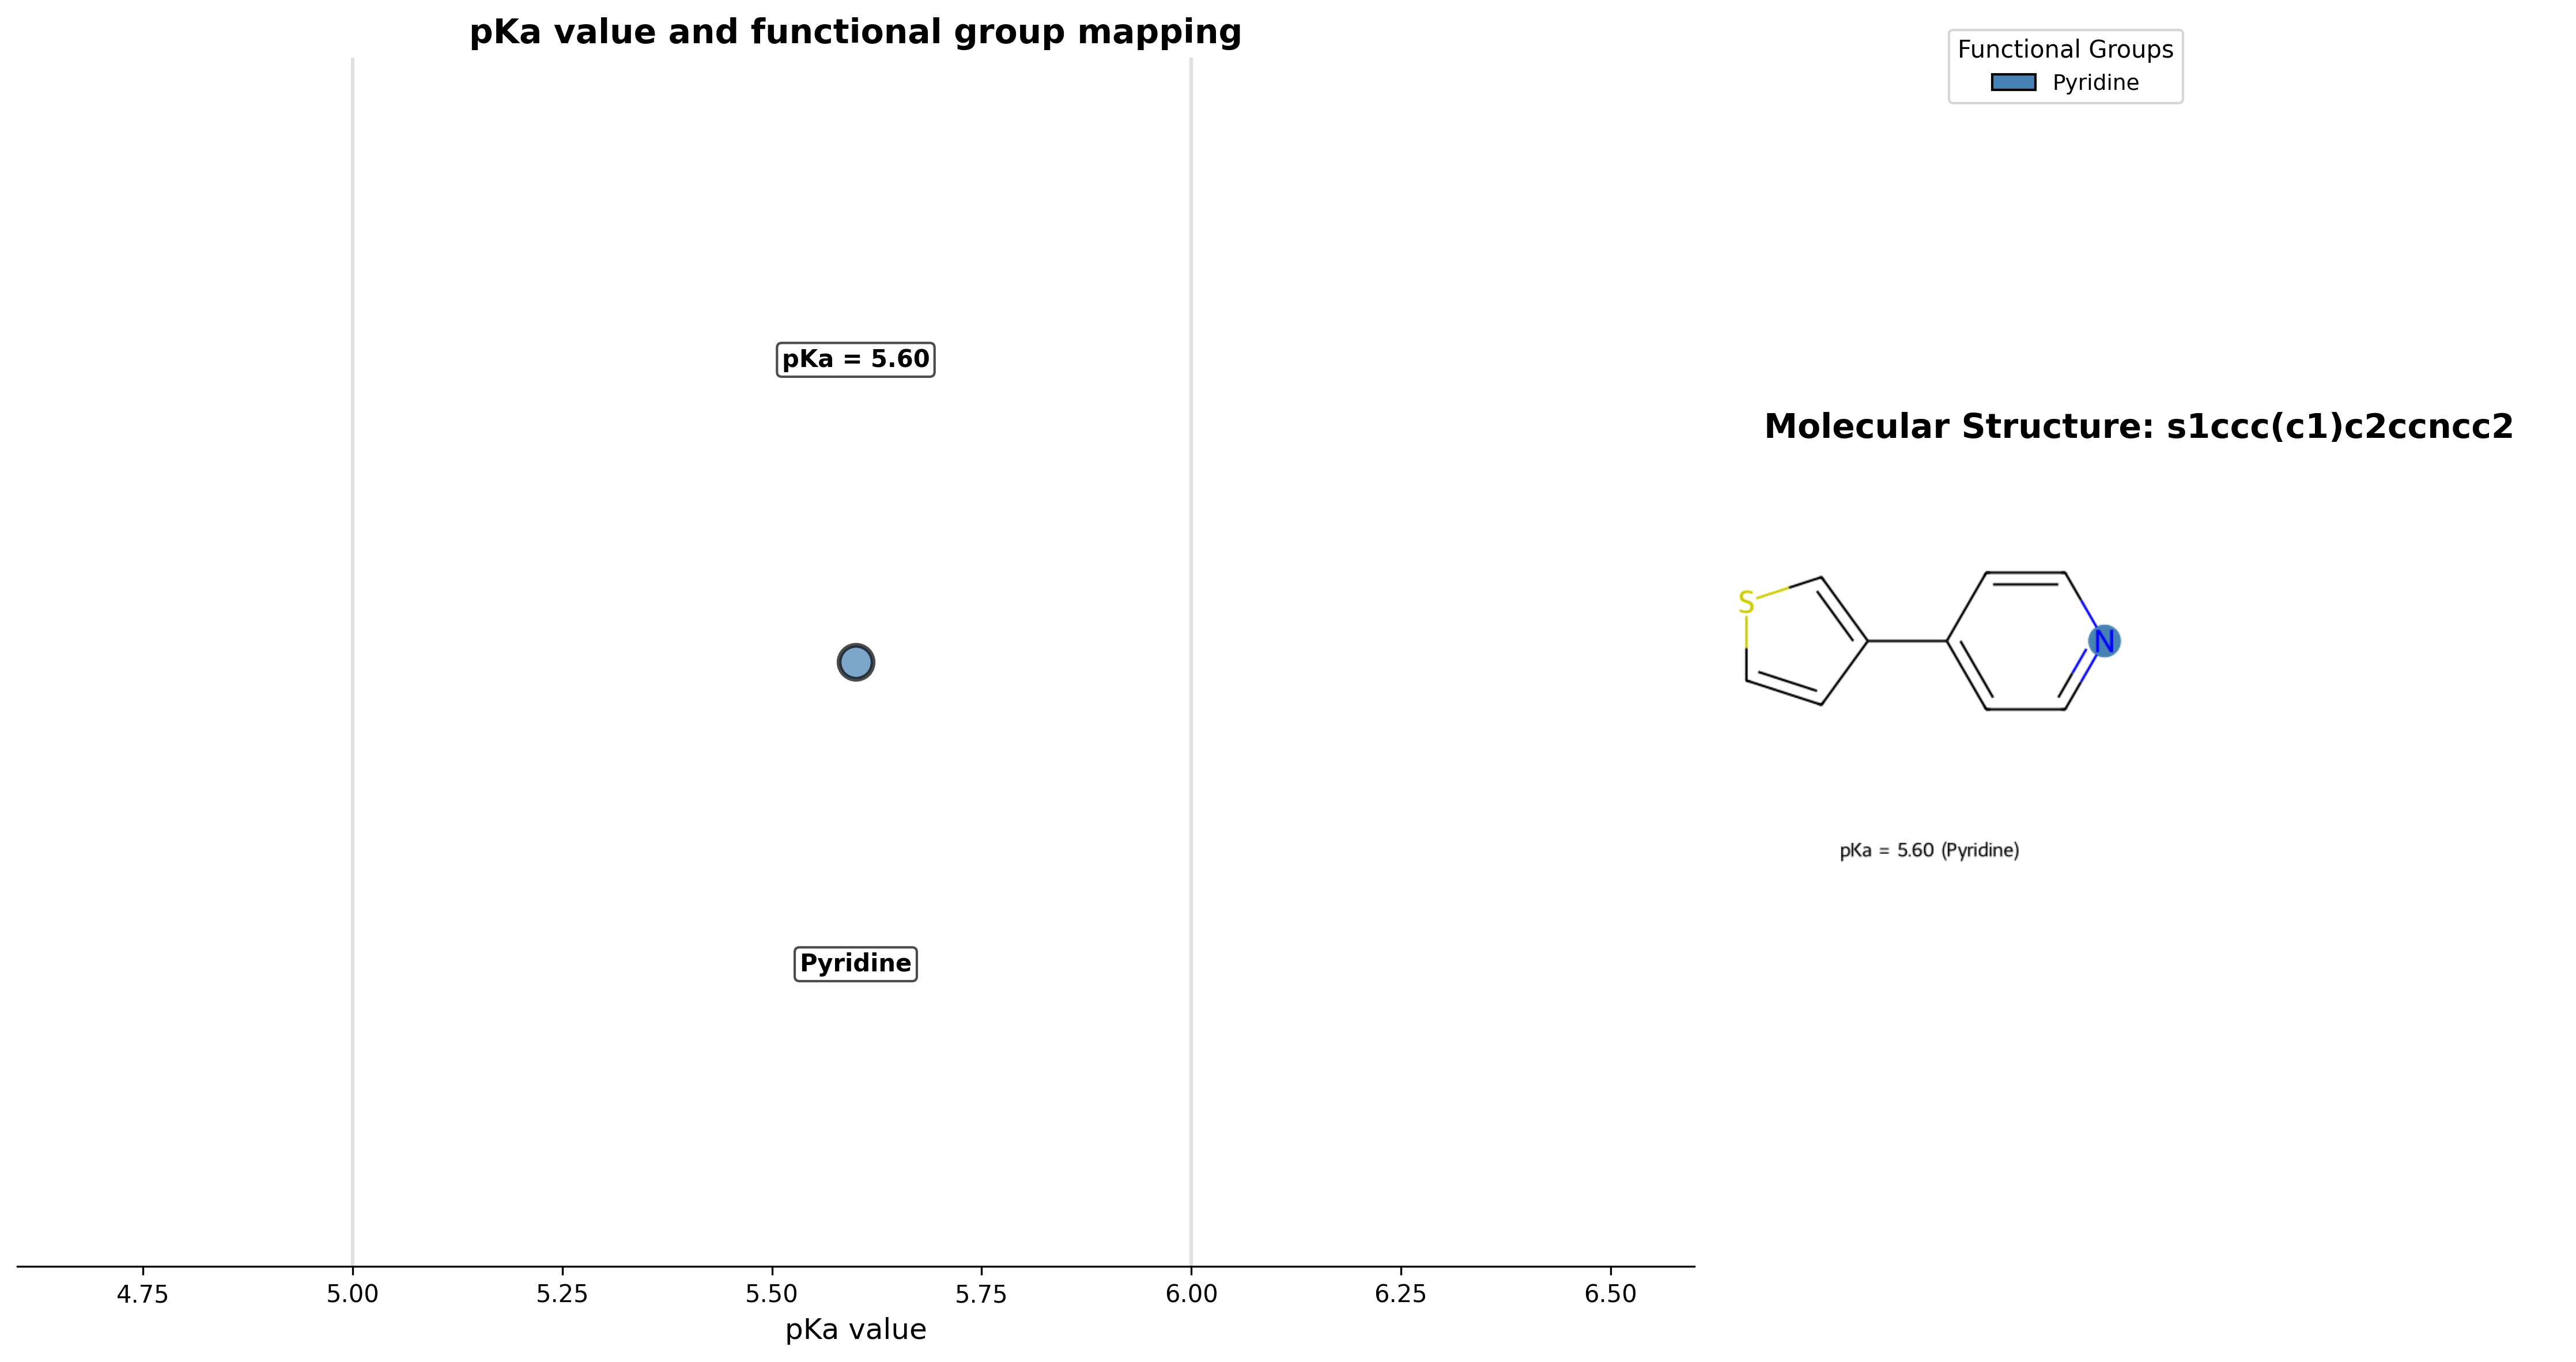 pKa value and functional group mapping
pKa = 5.60
Pyridine
4.75 5.00 5.25 5.50 5.75 6.00 6.25 6.50
pKa value
Functional Groups
Pyridine
Molecular Structure: s1ccc(c1)c2ccncc2
S
N
pKa = 5.60 (Pyridine)